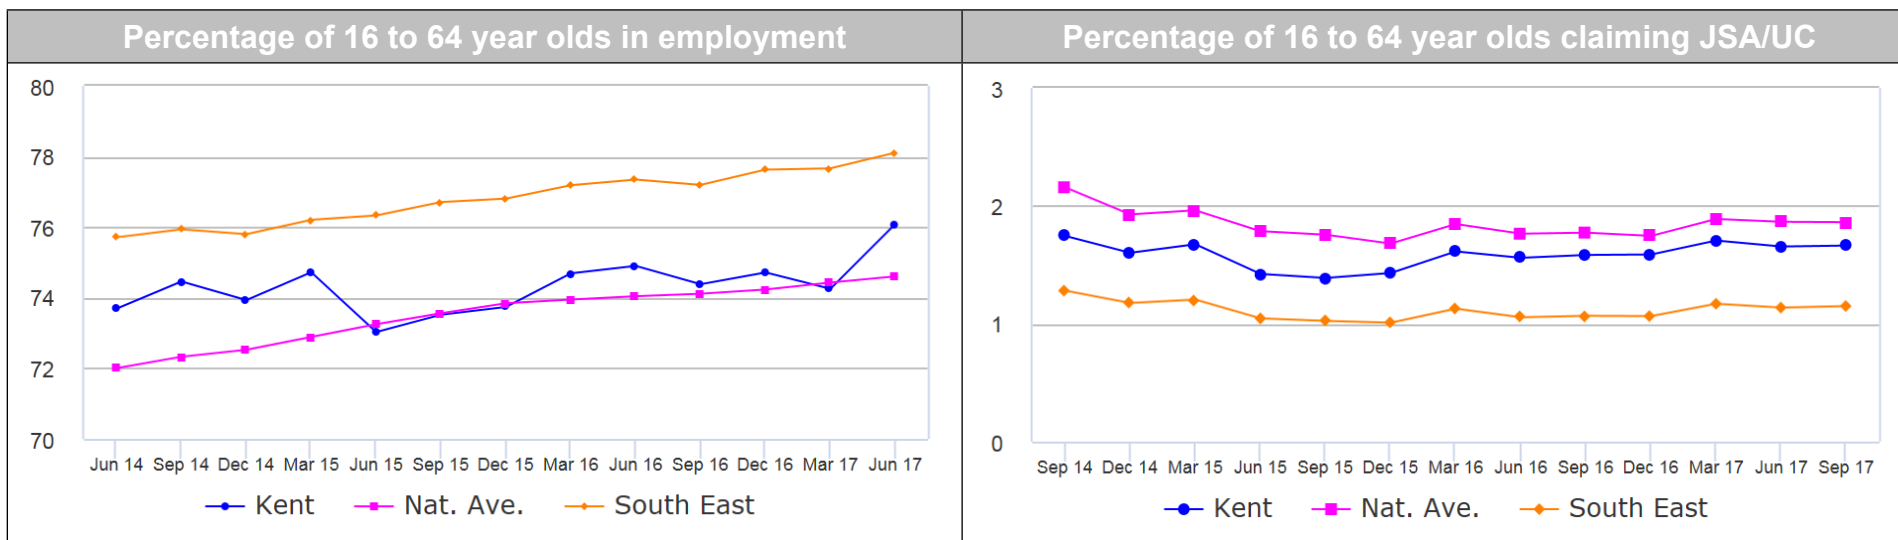 Percentage of 16 to 64 year olds in employment
80
78
76
74
72
70
Jun 14 Sep 14 Dec 14 Mar 15 Jun 15 Sep 15 Dec 15 Mar 16 Jun 16 Sep 16 Dec 16 Mar 17 Jun 17
Kent Nat. Ave. South East
Percentage of 16 to 64 year olds claiming JSA/UC
3
2
1
0
Sep 14 Dec 14 Mar 15 Jun 15 Sep 15 Dec 15 Mar 16 Jun 16 Sep 16 Dec 16 Mar 17 Jun 17 Sep 17
Kent Nat. Ave. South East